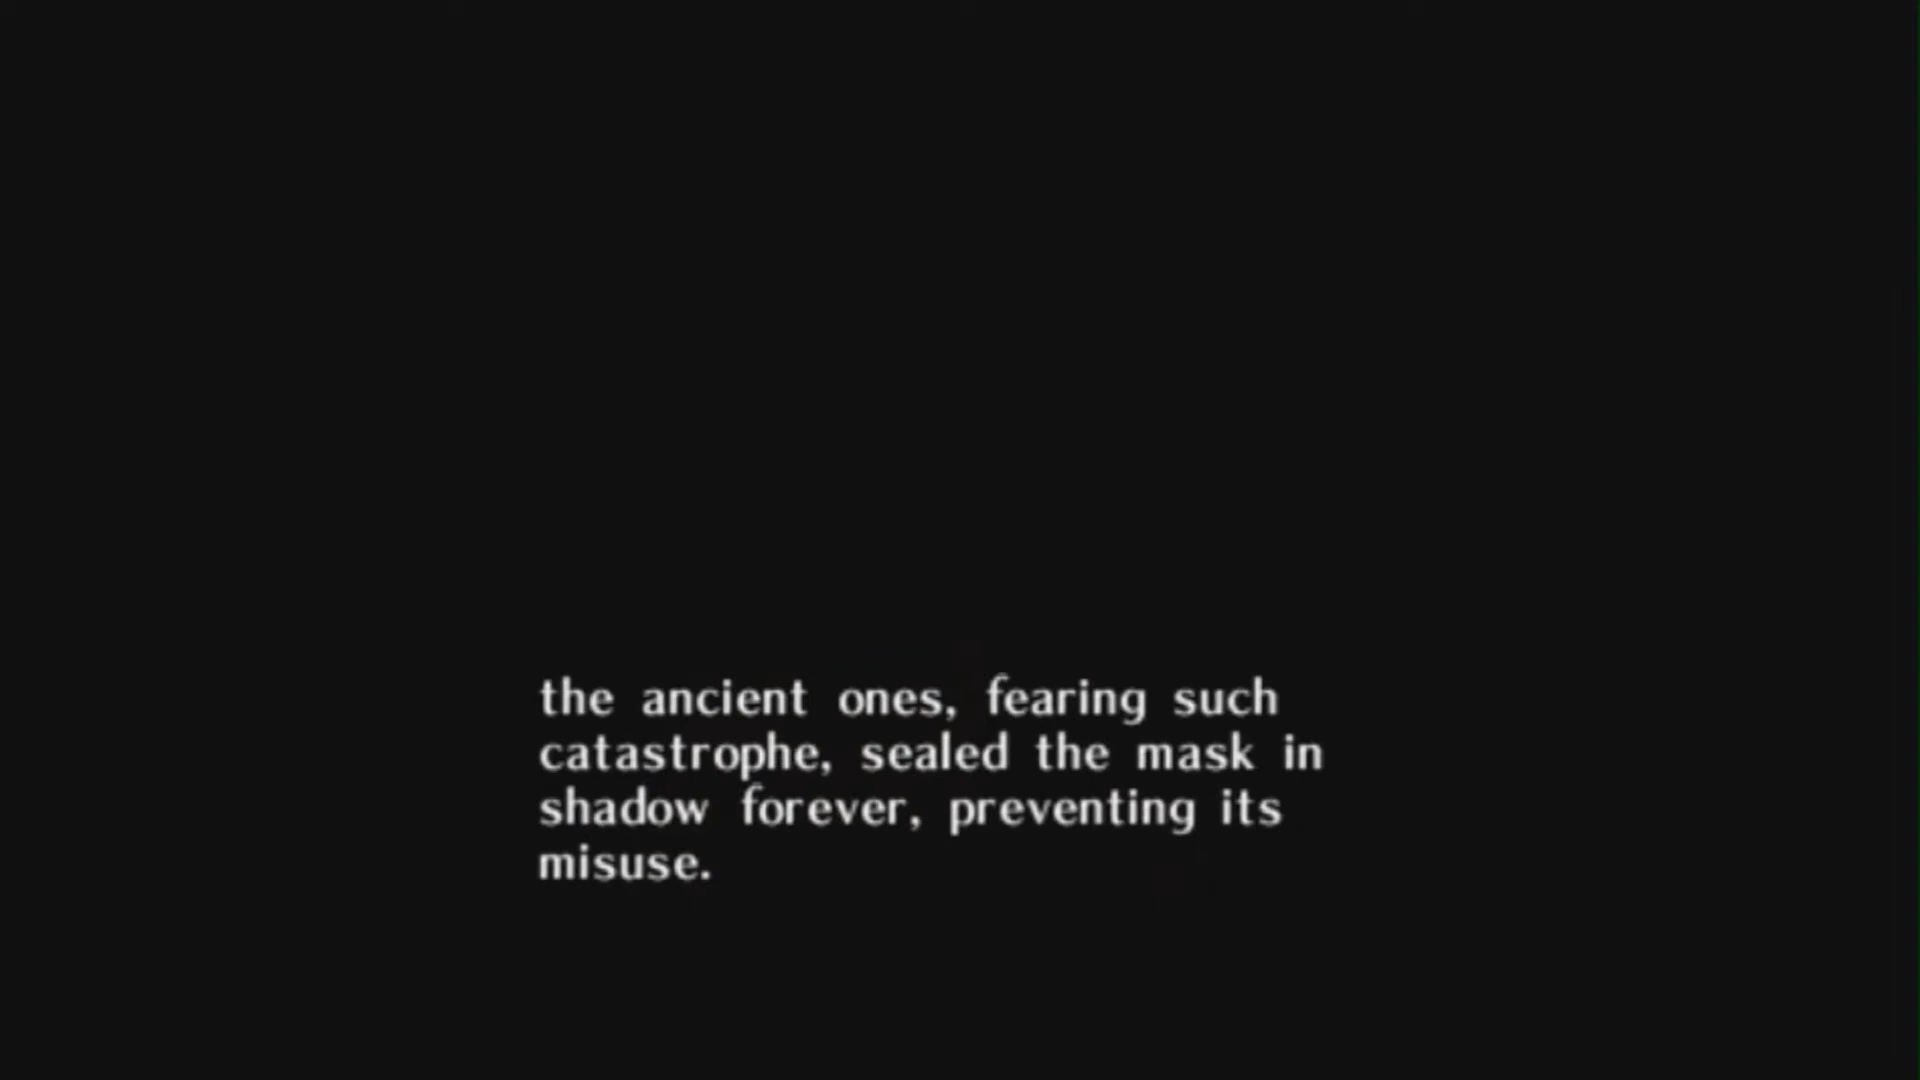 the ancient ones, fearing such
catastrophe, sealed the mask in
shadow forever, preventing its
misuse.